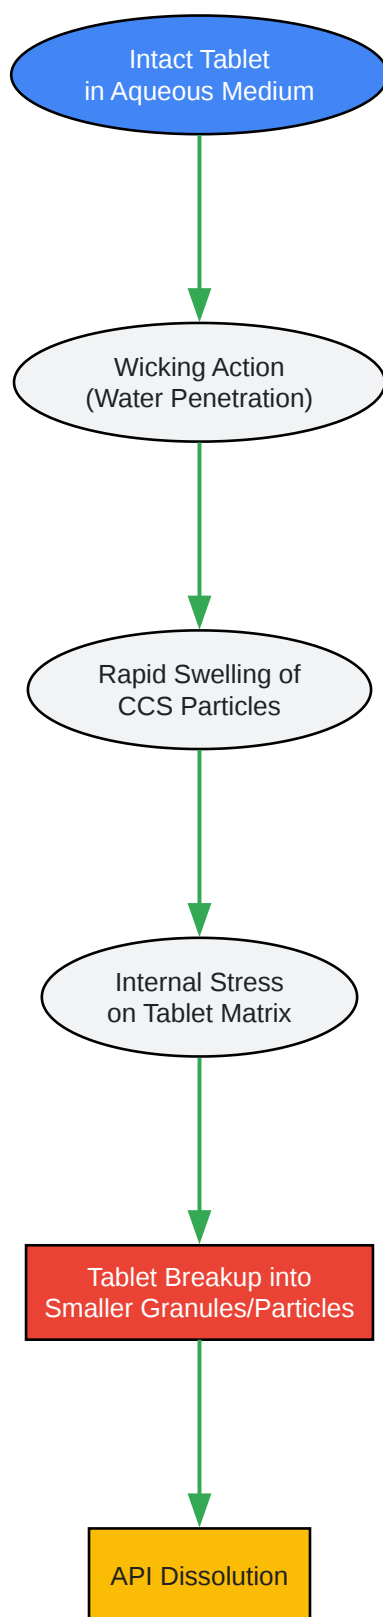 Intact Tablet
in Aqueous Medium
Wicking Action
(Water Penetration)
Rapid Swelling of
CCS Particles
Internal Stress
on Tablet Matrix
Tablet Breakup into
Smaller Granules/Particles
API Dissolution